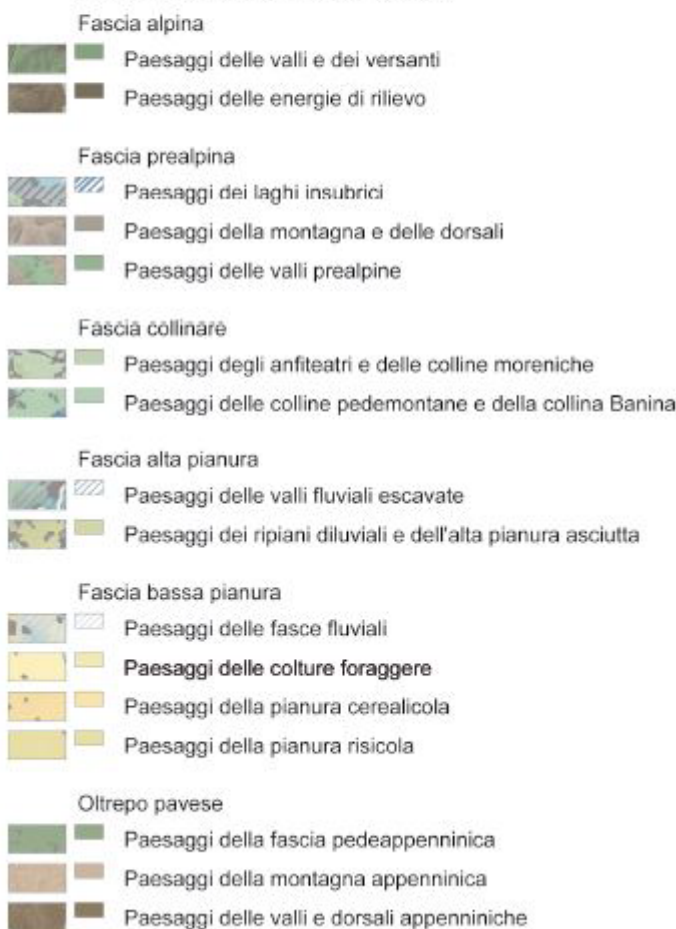 Fascia alpina
Paesaggi delle valli e dei versanti
Paesaggi delle energie di rilievo
Fascia prealpina
Paesaggi dei laghi insubrici
Paesaggi della montagna e delle dorsali
Paesaggi delle valli prealpine
Fascia collinare
Paesaggi degli anfiteatri e delle colline moreniche
Paesaggi delle colline pedemontane e della collina Banina
Fascia alta pianura
Paesaggi delle valli fluviali escavate
Paesaggi dei ripiani diluviali e dell'alta pianura asciutta
Fascia bassa pianura
Paesaggi delle fasce fluviali
Paesaggi delle colture foraggere
Paesaggi della pianura cerealicola
Paesaggi della pianura risicola
Oltrepo pavese
Paesaggi della fascia pedeappenninica
Paesaggi della montagna appenninica
Paesaggi delle valli e dorsali appenniniche